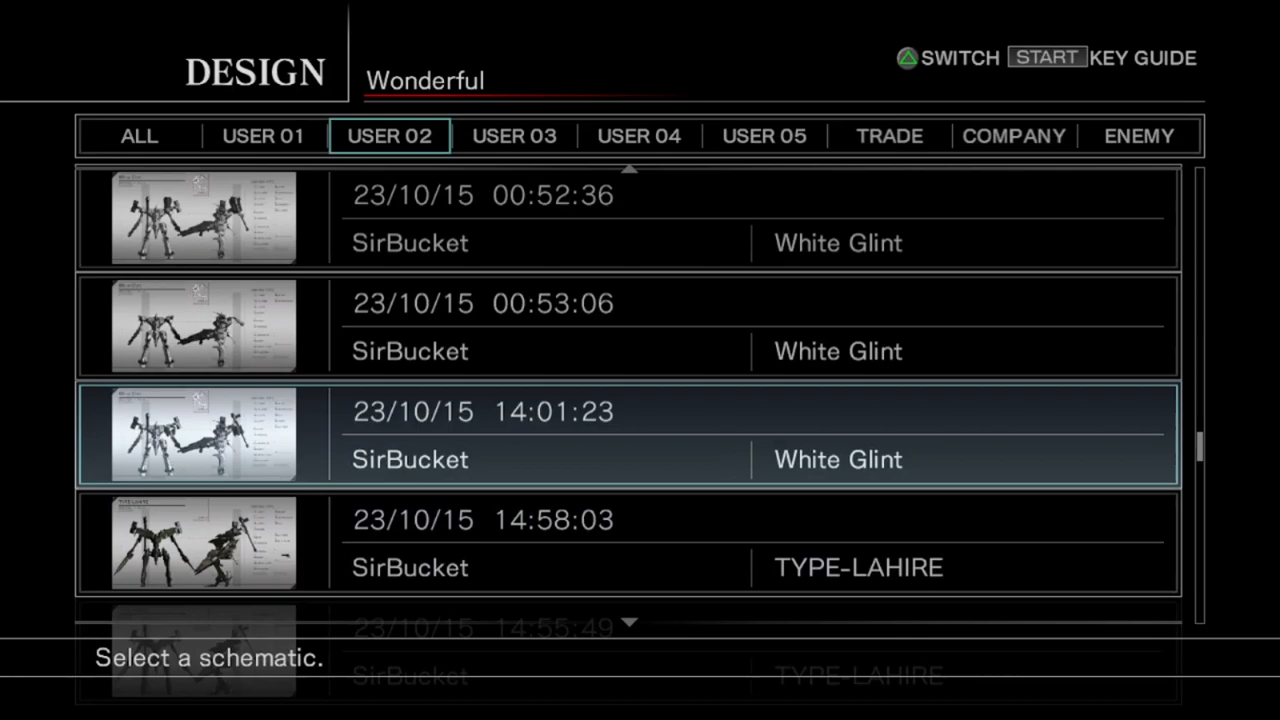 DESIGN
Wonderful
SWITCH START KEY GUIDE
ALL USER 01 USER 02 USER 03 USER 04 USER 05 TRADE COMPANY ENEMY
23/10/15 00:52:36
SirBucket White Glint
23/10/15 00:53:06
SirBucket White Glint
23/10/15 14:01:23
SirBucket White Glint
TYPE-LAHIRE
23/10/15 14:58:03
SirBucket TYPE-LAHIRE
23/10/15 14:55:49
Select a schematic.
SirBucket TYPE-LAHIRE